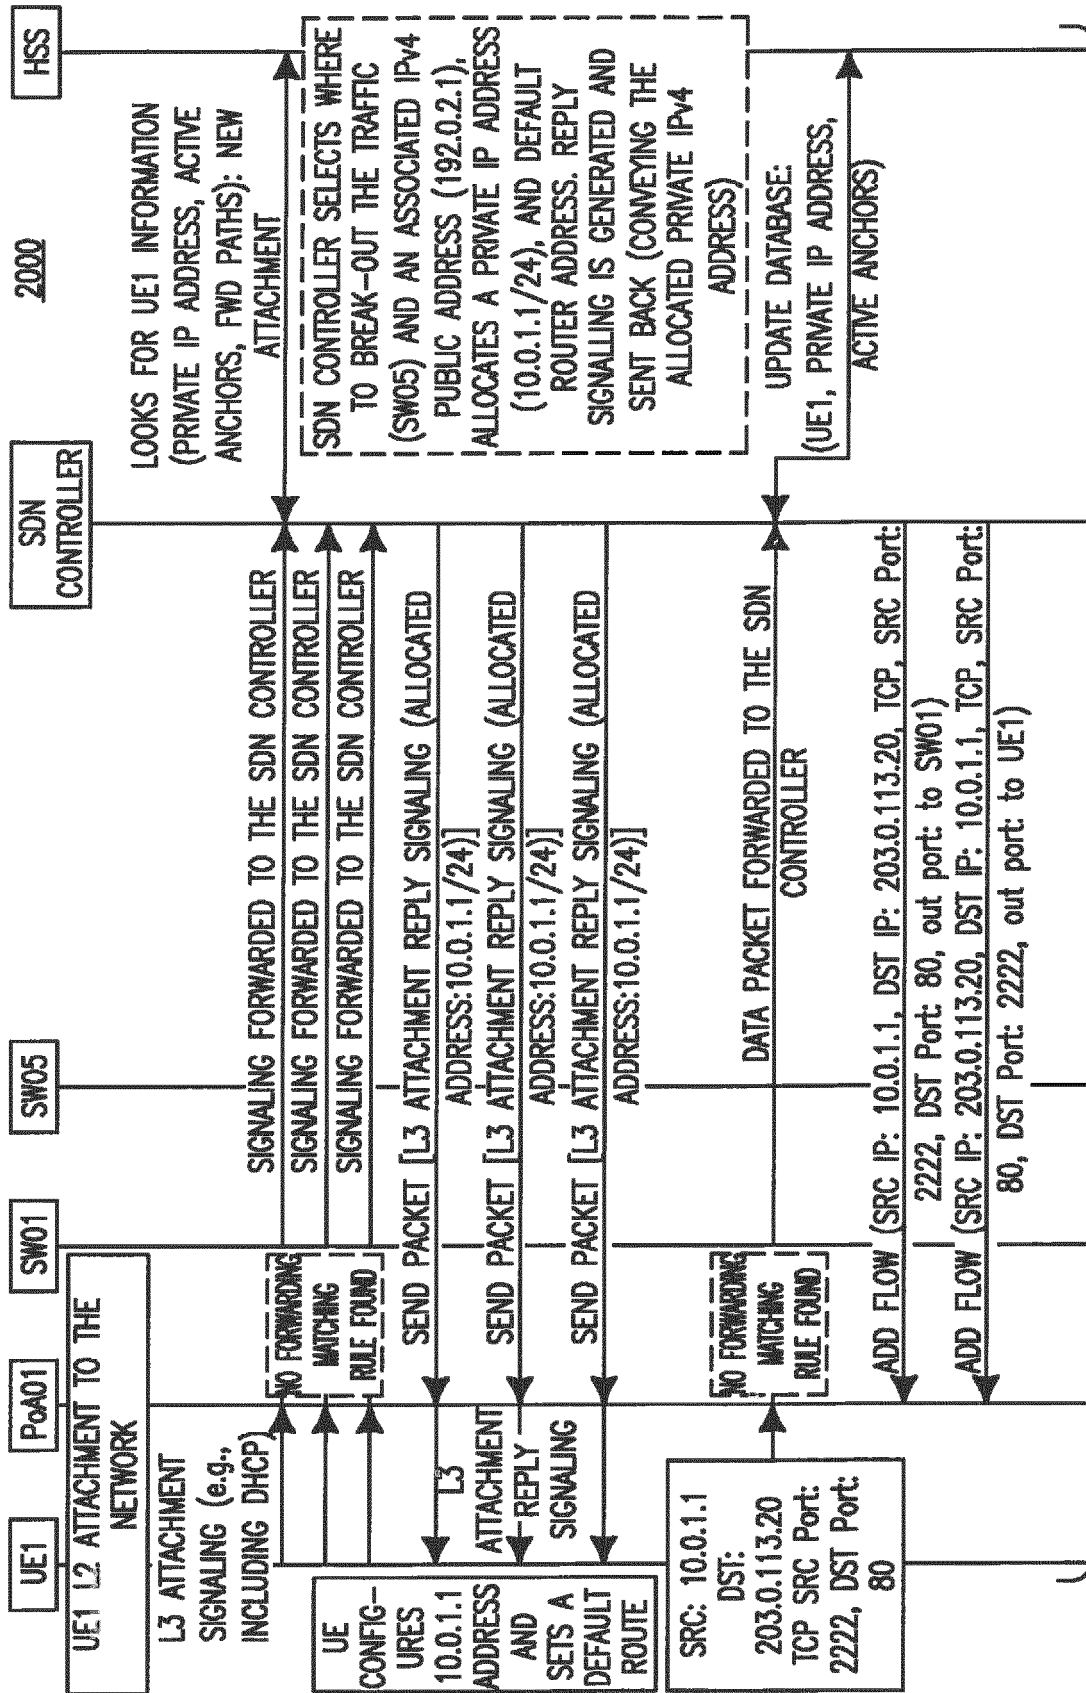 2000
UE1
PoA01
SW01
SW05
SDN
CONTROLLER
HSS
UE1 L2 ATTACHMENT TO THE
NETWORK
L3 ATTACHMENT
SIGNALING (e.g.,
INCLUDING DHCP)
NO FORWARDING
MATCHING
RULE FOUND
SIGNALING FORWARDED TO THE SDN CONTROLLER
SIGNALING FORWARDED TO THE SDN CONTROLLER
SIGNALING FORWARDED TO THE SDN CONTROLLER
LOOKS FOR UE1 INFORMATION
(PRIVATE IP ADDRESS, ACTIVE
ANCHORS, FWD PATHS): NEW
ATTACHMENT
SDN CONTROLLER SELECTS WHERE
TO BREAK-OUT THE TRAFFIC
(SW05) AND AN ASSOCIATED IPv4
PUBLIC ADDRESS (192.0.2.1),
ALLOCATES A PRIVATE IP ADDRESS
(10.0.1.1/24), AND DEFAULT
ROUTER ADDRESS. REPLY
SIGNALLING IS GENERATED AND
SENT BACK (CONVEYING THE
ALLOCATED PRIVATE IPv4
ADDRESS)
SEND PACKET [L3 ATTACHMENT REPLY SIGNALING (ALLOCATED
ADDRESS:10.0.1.1/24)]
SEND PACKET [L3 ATTACHMENT REPLY SIGNALING (ALLOCATED
ADDRESS:10.0.1.1/24)]
SEND PACKET [L3 ATTACHMENT REPLY SIGNALING (ALLOCATED
ADDRESS:10.0.1.1/24)]
L3
ATTACHMENT
REPLY
SIGNALING
UE
CONFIG-
URES
10.0.1.1
ADDRESS
AND
SETS A
DEFAULT
ROUTE
SRC: 10.0.1.1
DST:
203.0.113.20
TCP SRC Port:
2222, DST Port:
80
NO FORWARDING
MATCHING
RULE FOUND
DATA PACKET FORWARDED TO THE SDN
CONTROLLER
UPDATE DATABASE:
(UE1, PRIVATE IP ADDRESS,
ACTIVE ANCHORS)
ADD FLOW (SRC IP: 10.0.1.1, DST IP: 203.0.113.20, TCP, SRC Port:
2222, DST Port: 80, out port: to SW01)
ADD FLOW (SRC IP: 203.0.113.20, DST IP: 10.0.1.1, TCP, SRC Port:
80, DST Port: 2222, out port: to UE1)